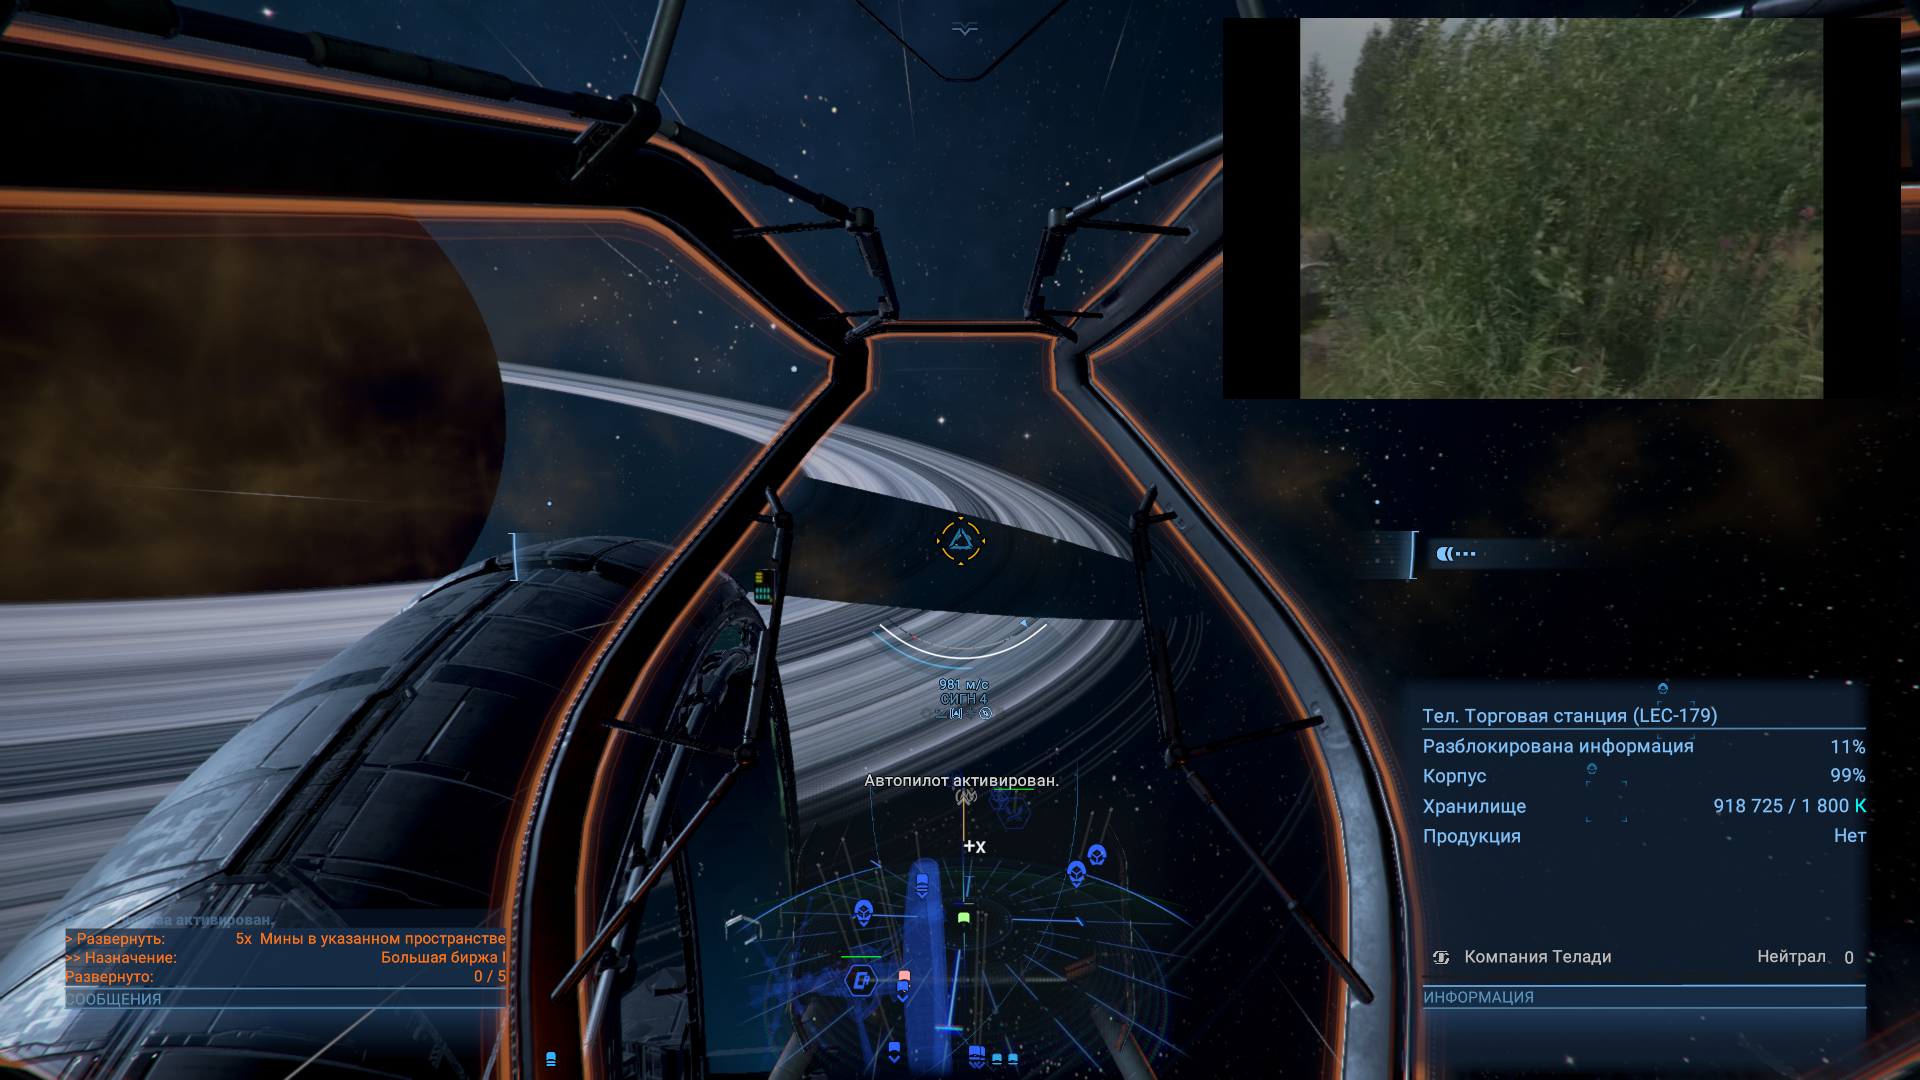 981 м/с
СИГН 4
Автопилот активирован.
+x
активирован.
> Развернуть: 5x Мины в указанном пространстве
>> Назначение: Большая биржа I
Развернуто: 0 / 5
СООБЩЕНИЯ
Тел. Торговая станция (LEC-179)
Разблокирована информация 11%
Корпус 99%
Хранилище 918 725 / 1 800 K
Продукция Нет
Компания Телади Нейтрал 0
ИНФОРМАЦИЯ